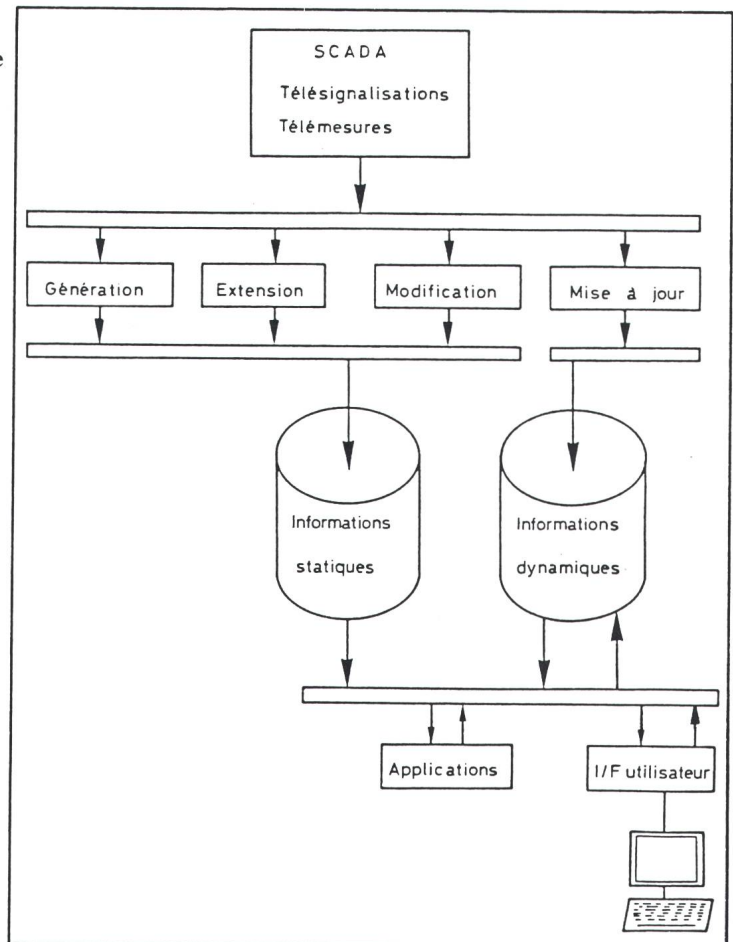 e
SCADA
Télésignalisations
Télémesures
Génération
Extension
Modification
Mise à jour
Informations
statiques
Informations
dynamiques
Applications
I/F utilisateur